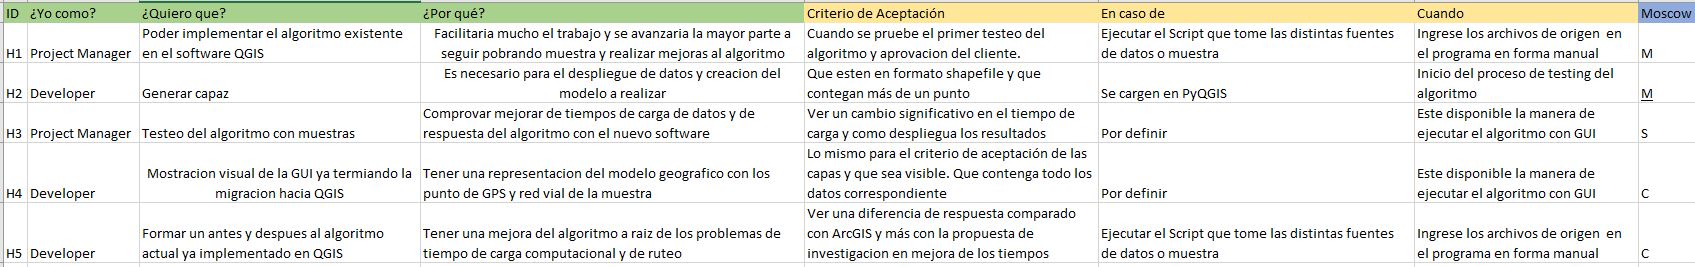 ID ¿Yo como? ¿Quiero que? ¿Por qué? Criterio de Aceptación En caso de Cuando Moscow
H1 Project Manager
Poder implementar el algoritmo existente
en el software QGIS
Facilitaria mucho el trabajo y se avanzaria la mayor parte a
seguir pobrando muestra y realizar mejoras al algoritmo
Cuando se pruebe el primer testeo del
algoritmo y aprovacion del cliente.
Ejecutar el Script que tome las distintas fuentes
de datos o muestra
Ingrese los archivos de origen en
el programa en forma manual
M
H2 Developer
Generar capaz
Es necesario para el despliegue de datos y creacion del
modelo a realizar
Que esten en formato shapefile y que
contegan más de un punto
Se cargen en PyQGIS
Inicio del proceso de testing del
algoritmo
M
H3 Project Manager
Testeo del algoritmo con muestras
Comprovar mejorar de tiempos de carga de datos y de
respuesta del algoritmo con el nuevo software
Ver un cambio significativo en el tiempo de
carga y como despliegua los resultados
Por definir
Este disponible la manera de
ejecutar el algoritmo con GUI
S
H4 Developer
Mostracion visual de la GUI ya termiando la
migracion hacia QGIS
Tener una representacion del modelo geografico con los
punto de GPS y red vial de la muestra
Lo mismo para el criterio de aceptación de las
capas y que sea visible. Que contenga todo los
datos correspondiente
Por definir
Este disponible la manera de
ejecutar el algoritmo con GUI
C
H5 Developer
Formar un antes y despues al algoritmo
actual ya implementado en QGIS
Tener una mejora del algoritmo a raiz de los problemas de
tiempo de carga computacional y de ruteo
Ver una diferencia de respuesta comparado
con ArcGIS y más con la propuesta de
investigacion en mejora de los tiempos
Ejecutar el Script que tome las distintas fuentes
de datos o muestra
Ingrese los archivos de origen en
el programa en forma manual
C